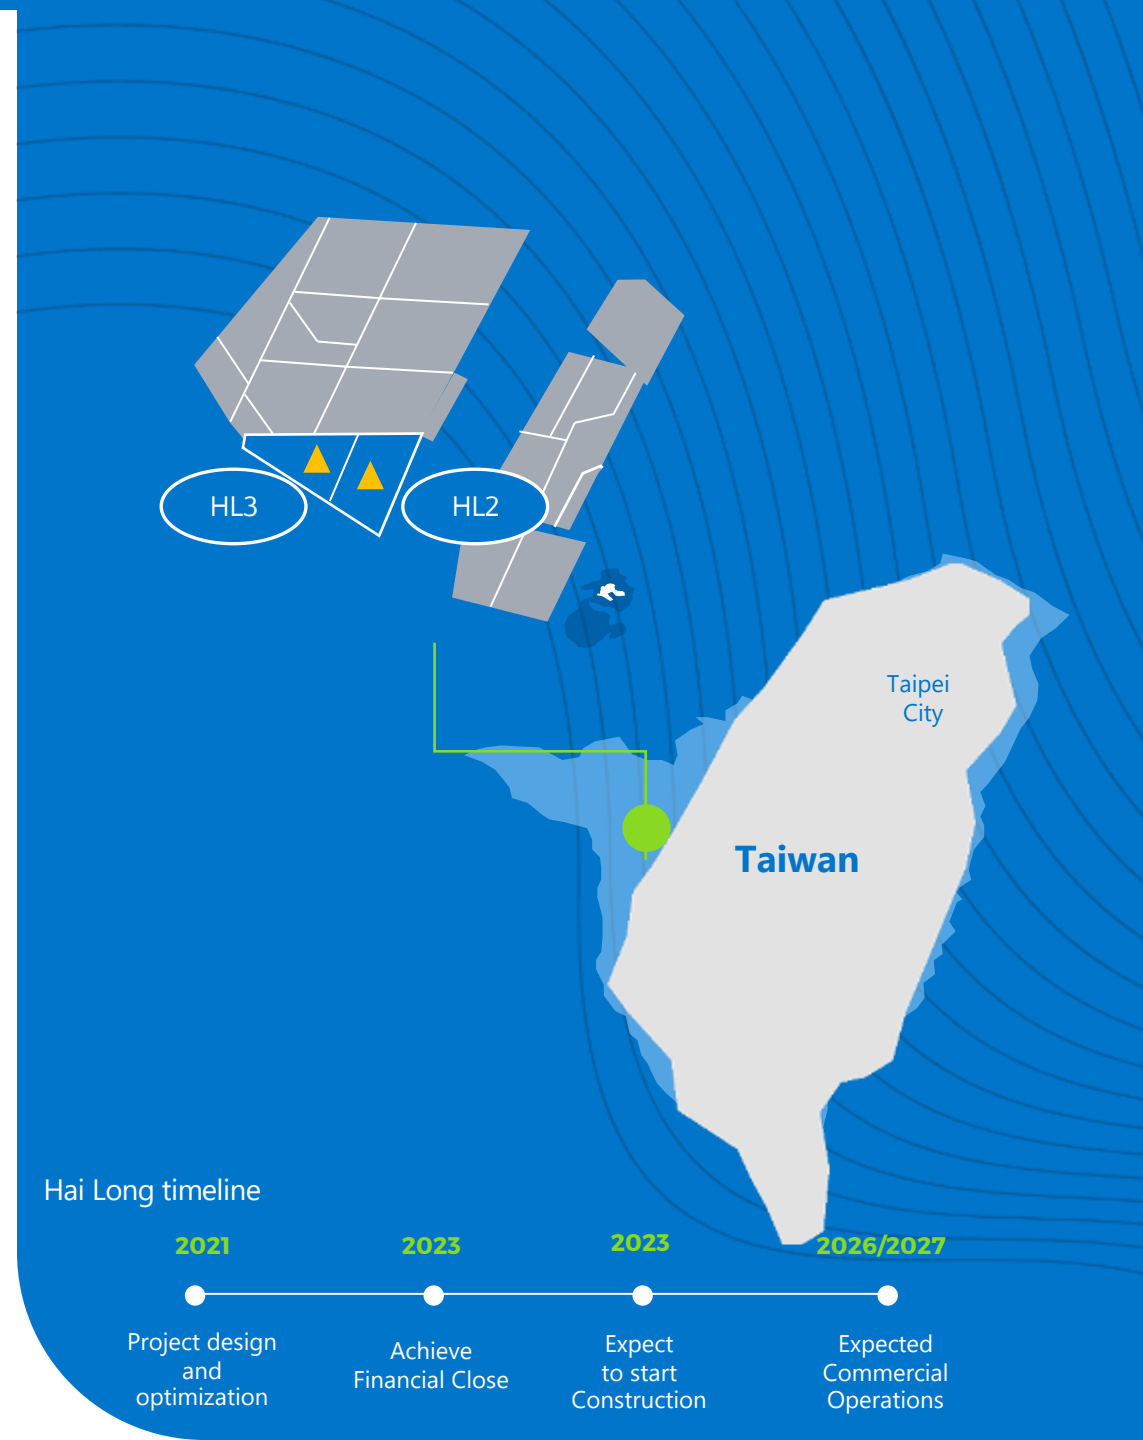 HL3
HL2
Taipei
City
Taiwan
Hai Long timeline
2021
2023
2023
2026/2027
Project design
and
optimization
Achieve
Financial Close
Expect
to start
Construction
Expected
Commercial
Operations